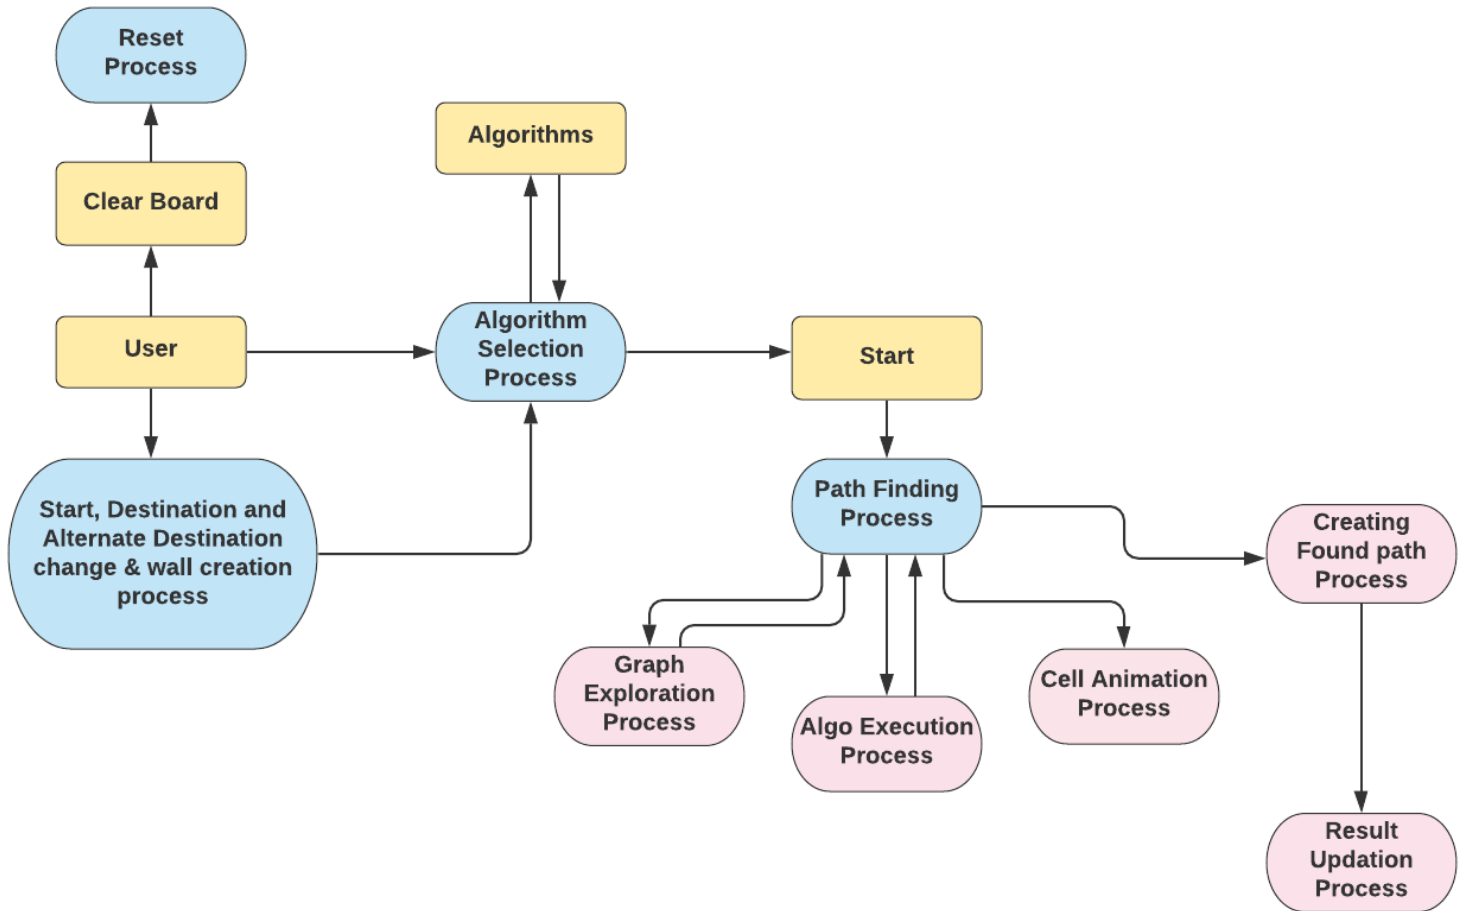 Reset
Process
Algorithms
Clear Board
User
Algorithm
Selection
Process
Start
Start, Destination and
Alternate Destination
change & wall creation
process
Path Finding
Process
Creating
Found path
Process
Graph
Exploration
Process
Algo Execution
Process
Cell Animation
Process
Result
Updation
Process